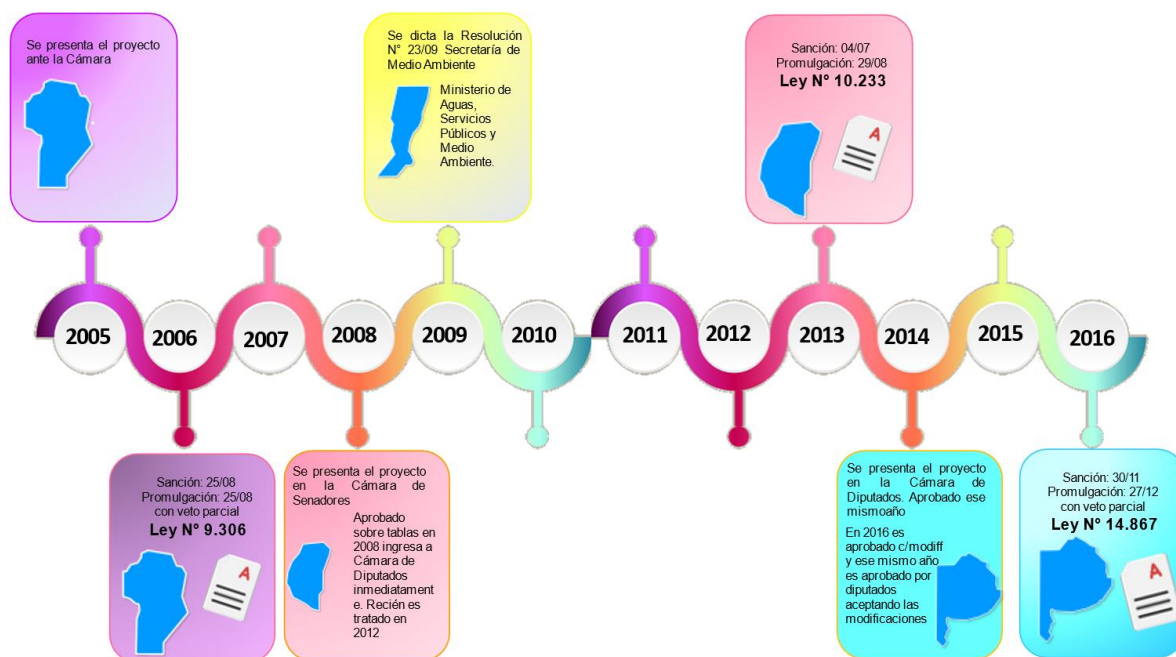 Se presenta el proyecto
ante la Cámara
Se dicta la Resolución
N° 23/09 Secretaría de
Medio Ambiente
Ministerio de
Aguas,
Servicios
Públicos y
Medio
Ambiente.
Sanción: 04/07
Promulgación: 29/08
Ley N° 10.233
A
2005
2006
2007
2008
2009
2010
2011
2012
2013
2014
2015
2016
Sanción: 25/08
Promulgación: 25/08
con veto parcial
Ley N° 9.306
A
Se presenta el proyecto
en la Cámara de
Senadores
Aprobado
sobre tablas en
2008 ingresa a
Cámara de
Diputados
inmediatament
e. Recién es
tratado en
2012
Se presenta el proyecto
en la Cámara de
Diputados. Aprobado ese
mismoaño
En 2016 es
aprobado c/modiff
y ese mismo año
es aprobado por
diputados
aceptando las
modificaciones
Sanción: 30/11
Promulgación: 27/12
con veto parcial
Ley N° 14.867
A